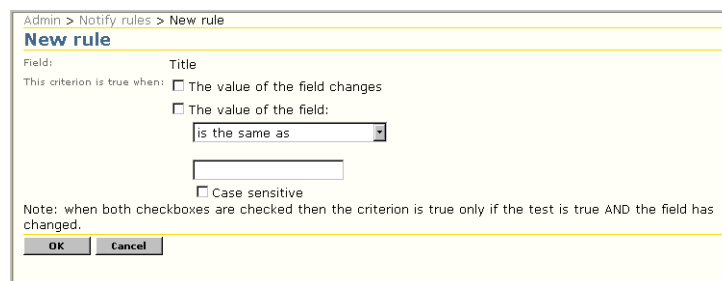 Admin > Notify rules > New rule
New rule
Field: Title
This criterion is true when: The value of the field changes
The value of the field:
is the same as
Case sensitive
Note: when both checkboxes are checked then the criterion is true only if the test is true AND the field has
changed.
OK Cancel